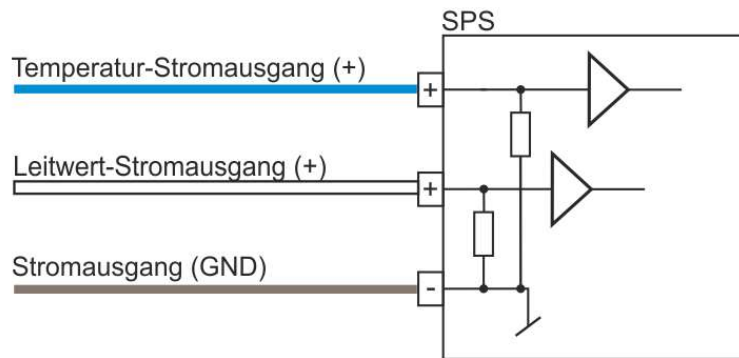 SPS
Temperatur-Stromausgang (+)
+
Leitwert-Stromausgang (+)
+
Stromausgang (GND)
-